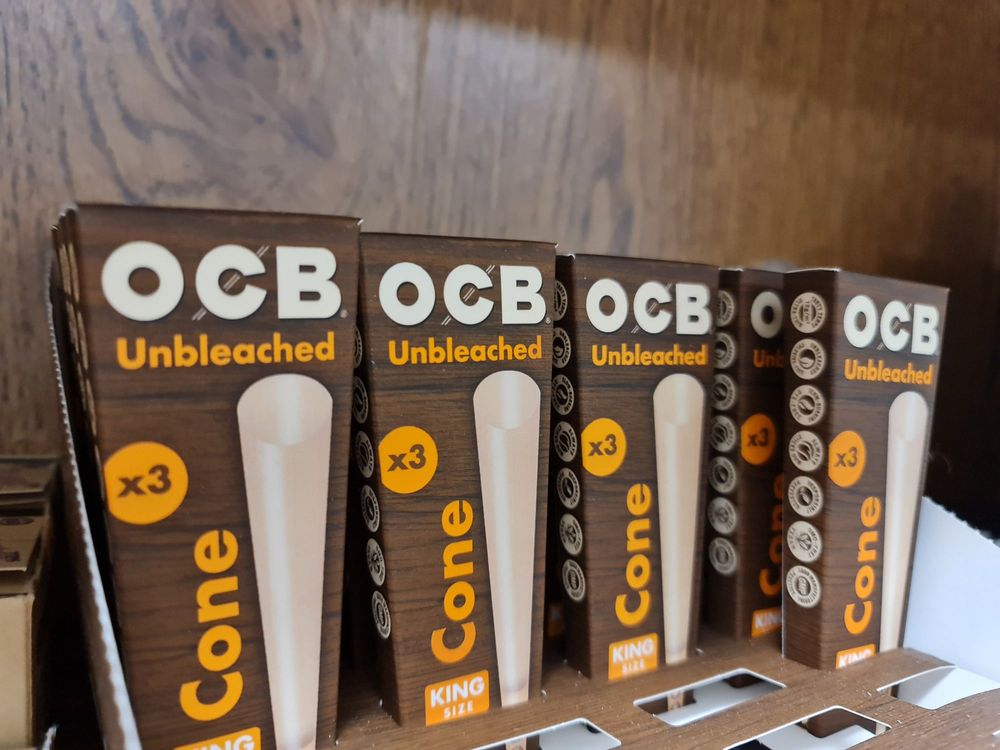 OCB
Unbleached
x3
Cone
KING
OCB
Unbleached
x3
Cone
KING
SIZE
OCB
Unbleached
x3
Cone
KING
SIZE
x3
OCB
Unbleached
x3
Cone
KING